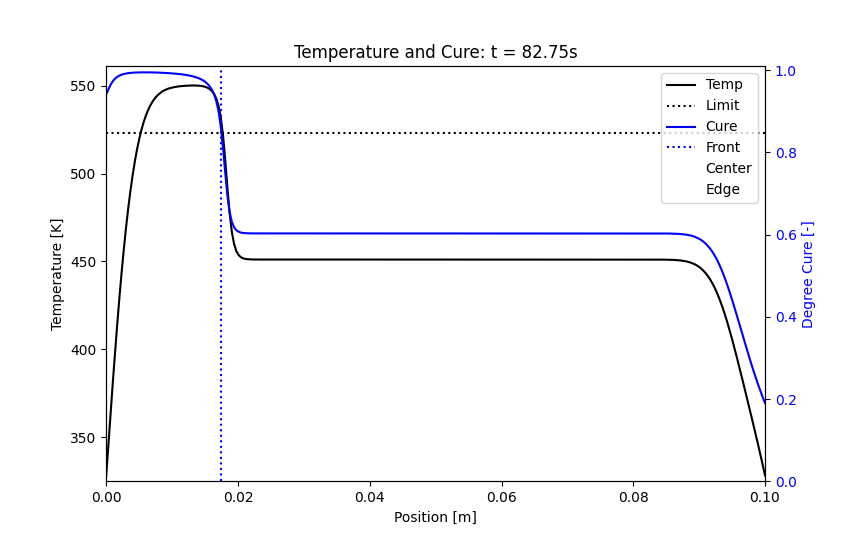 Temperature and Cure: t = 82.75s
550
500
450
400
350
Temperature [K]
1.0
0.8
0.6
0.4
0.2
0.0
Degree Cure [-]
Temp
Limit
Cure
Front
Center
Edge
0.00
0.02
0.04
0.06
0.08
0.10
Position [m]